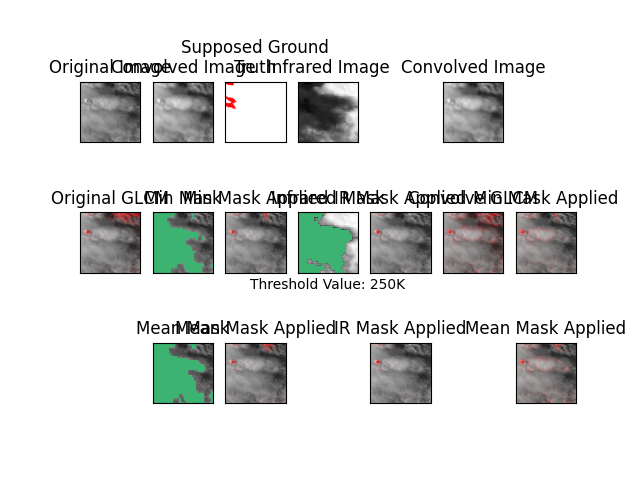 Supposed Ground
Original Image Convolved Image Truth Infrared Image Convolved Image
Original GLCM Min Mask Min Mask Applied Infrared Mask IR Mask Applied Convolved GLCM Min Mask Applied
Threshold Value: 250K
Mean Mask Mean Mask Applied IR Mask Applied Mean Mask Applied